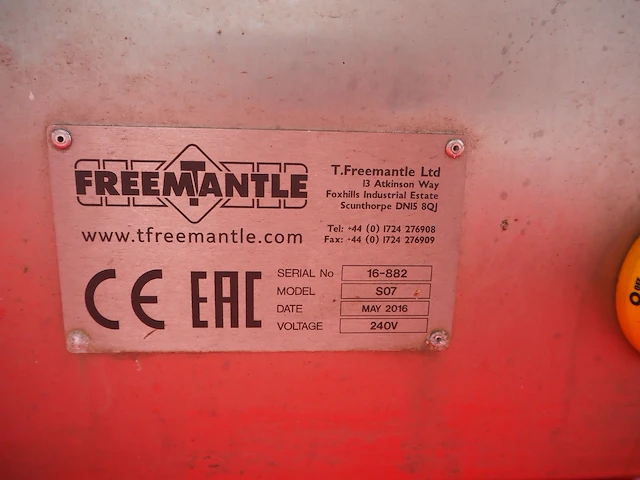 FREEMANTLE
www.tfreemantle.com
T.Freemantle Ltd
13 Atkinson Way
Foxhills Industrial Estate
Scunthorpe DN15 8QJ
Tel: +44 (0) 1724 276908
Fax: +44 (0) 1724 276909
CE EAC
SERIAL No 16-882
MODEL S07
DATE MAY 2016
VOLTAGE 240V
O OFF